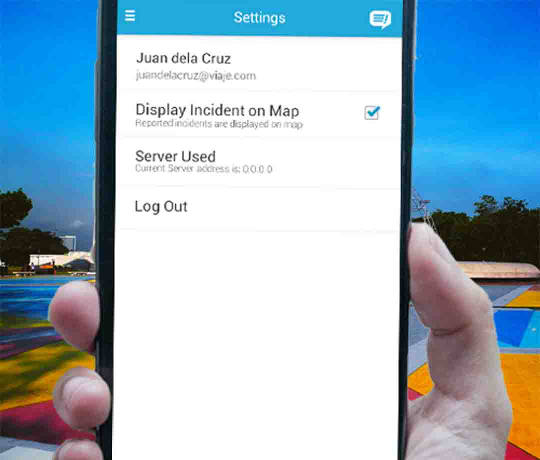 Settings
Juan dela Cruz
juandelacruz@viaje.com
Display Incident on Map
Reported incidents are displayed on map
Server Used
Current Server address is: 0.0.0.0
Log Out